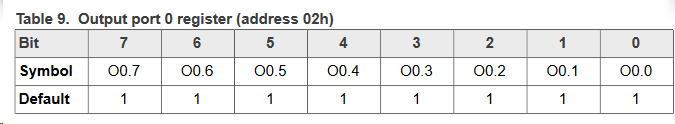 Table 9. Output port 0 register (address 02h)
Bit 7 6 5 4 3 2 1 0
Symbol O0.7 O0.6 O0.5 O0.4 O0.3 O0.2 O0.1 O0.0
Default 1 1 1 1 1 1 1 1